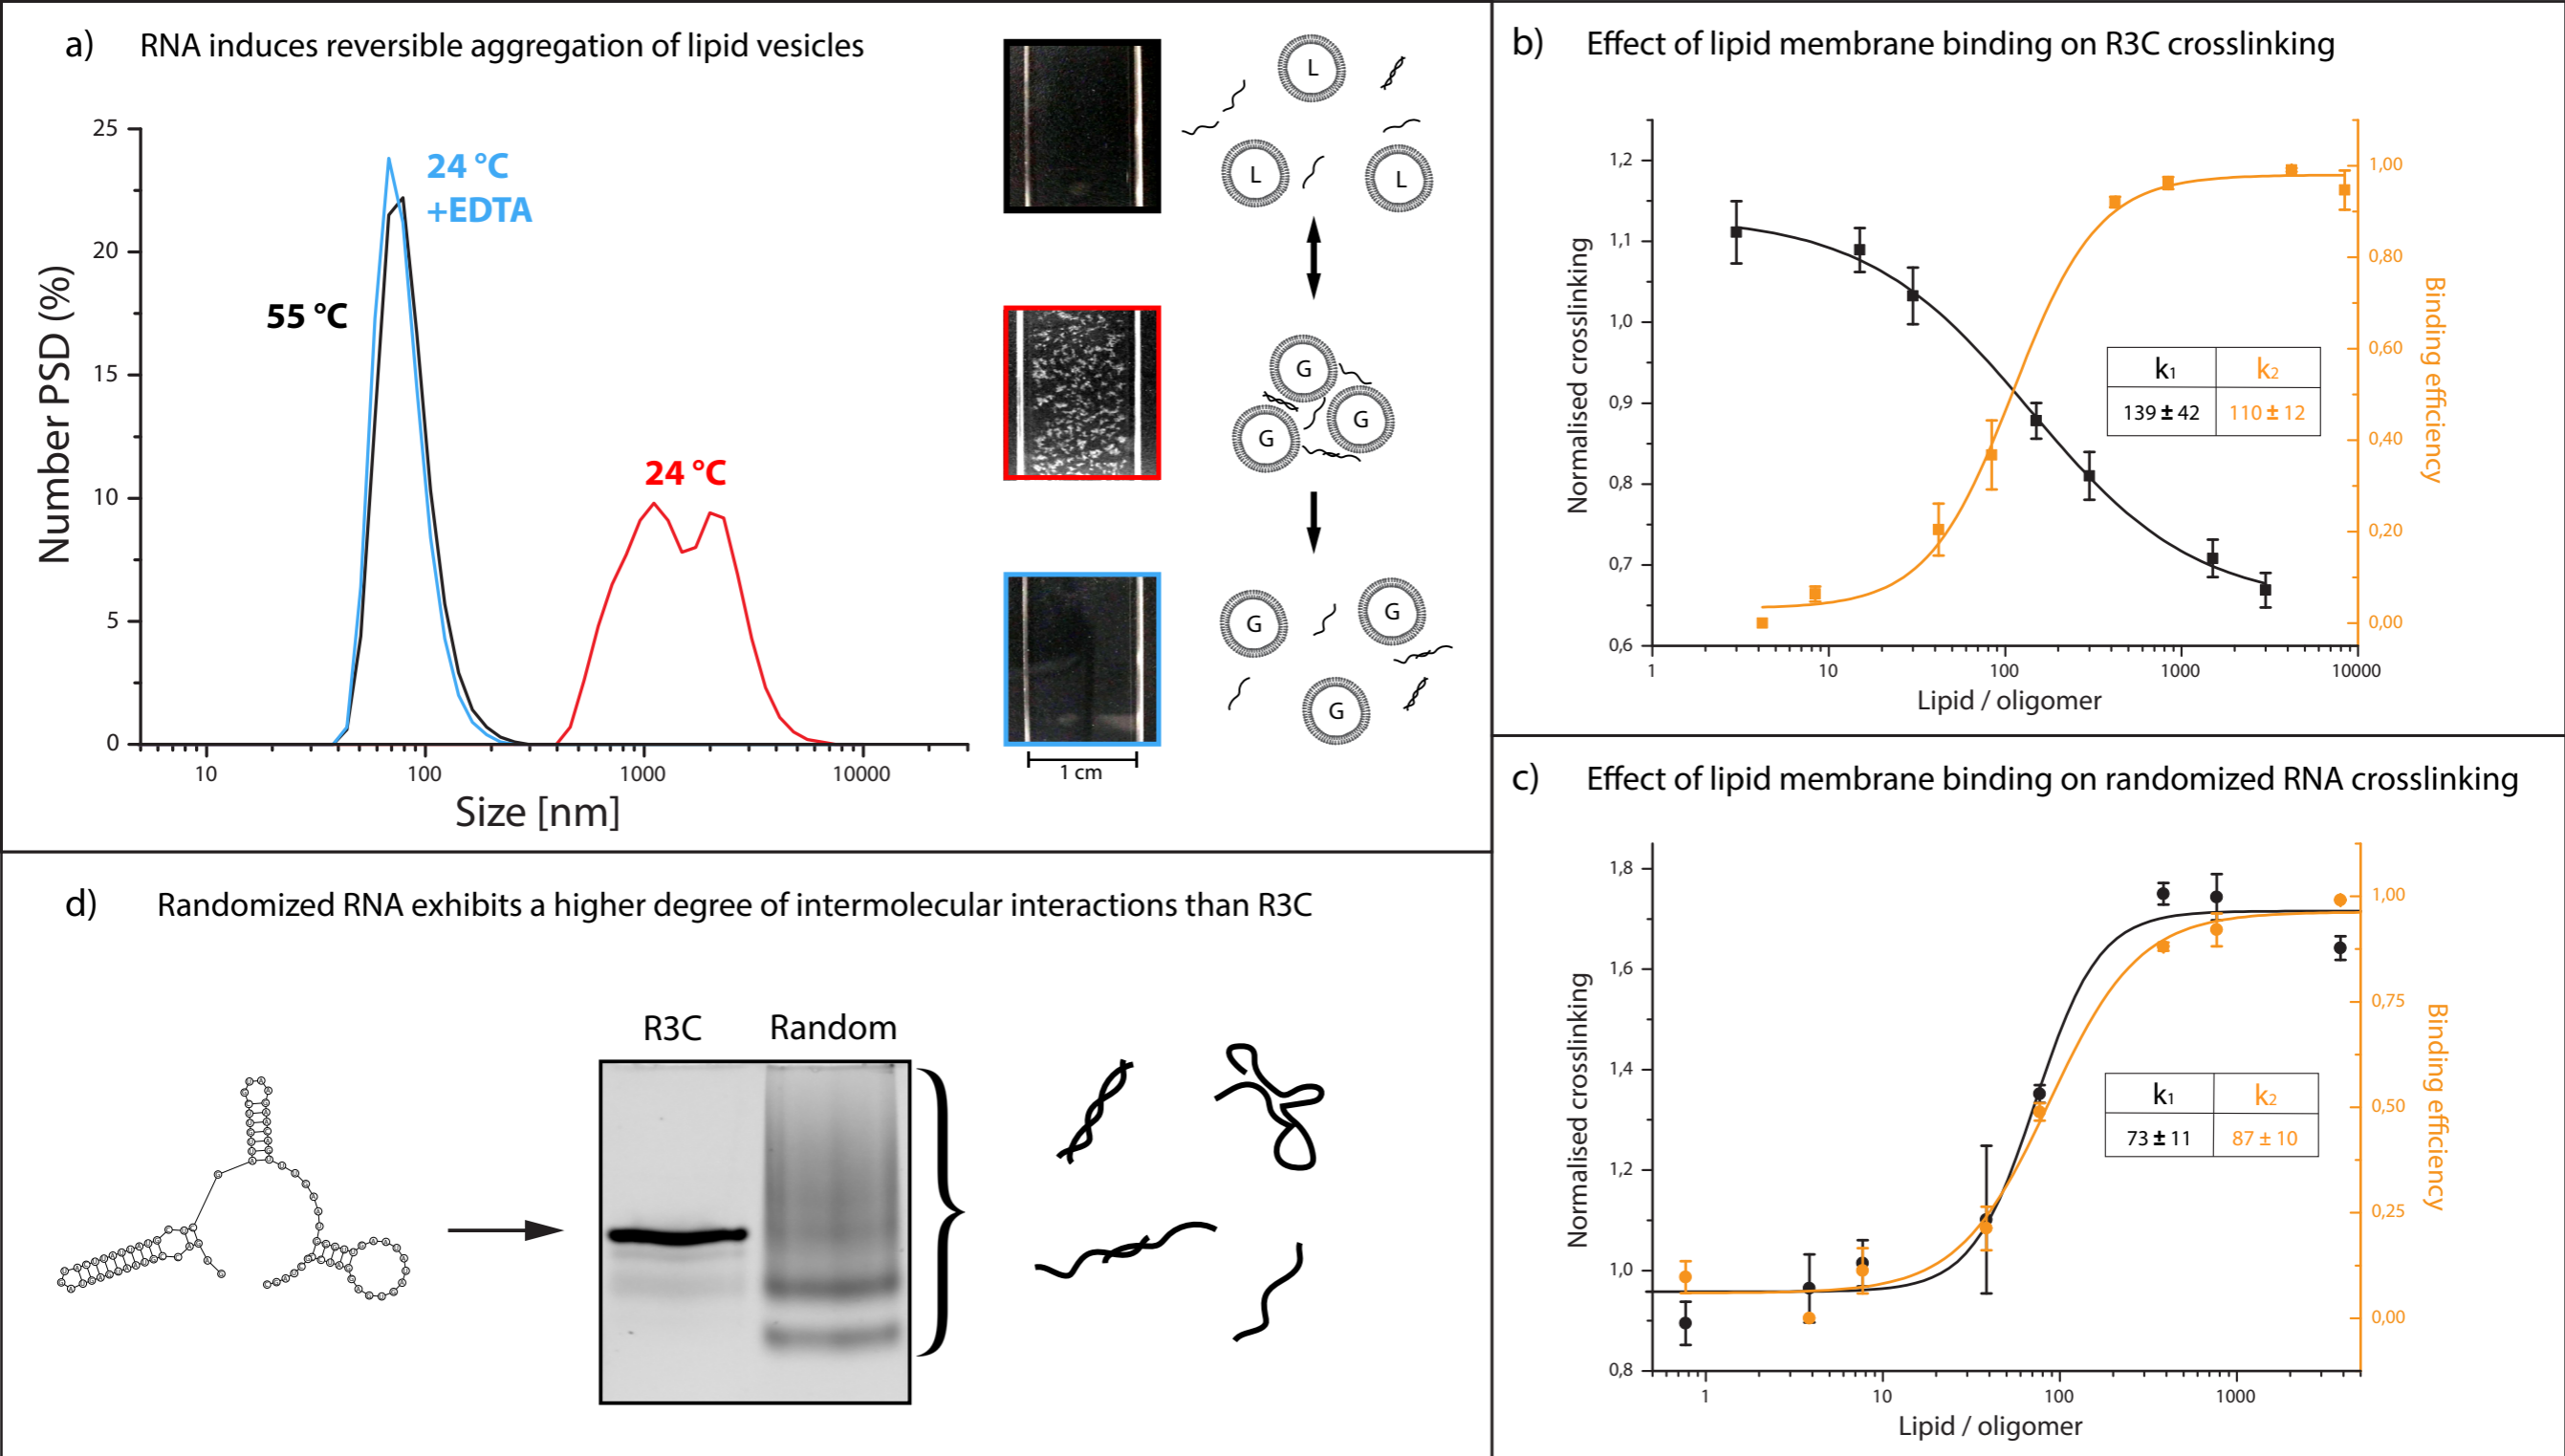 a) RNA induces reversible aggregation of lipid vesicles
25
20
15
10
5
0
Number PSD (%)
24 °C
+EDTA
55 °C
24 °C
10 100 1000 10000
Size [nm]
L
L L
G
G
G
G G
G
1 cm
b) Effect of lipid membrane binding on R3C crosslinking
1,2
1,1
1,0
0,9
0,8
0,7
0,6
Normalised crosslinking
1,00
0,80
0,60
0,40
0,20
0,00
Binding efficiency
k1 k2
139 ± 42 110 ± 12
1 10 100 1000 10000
Lipid / oligomer
c) Effect of lipid membrane binding on randomized RNA crosslinking
1,8
1,6
1,4
1,2
1,0
0,8
Normalised crosslinking
1,00
0,75
0,50
0,25
0,00
Binding efficiency
k1 k2
73 ± 11 87 ± 10
1 10 100 1000
Lipid / oligomer
d) Randomized RNA exhibits a higher degree of intermolecular interactions than R3C
R3C Random